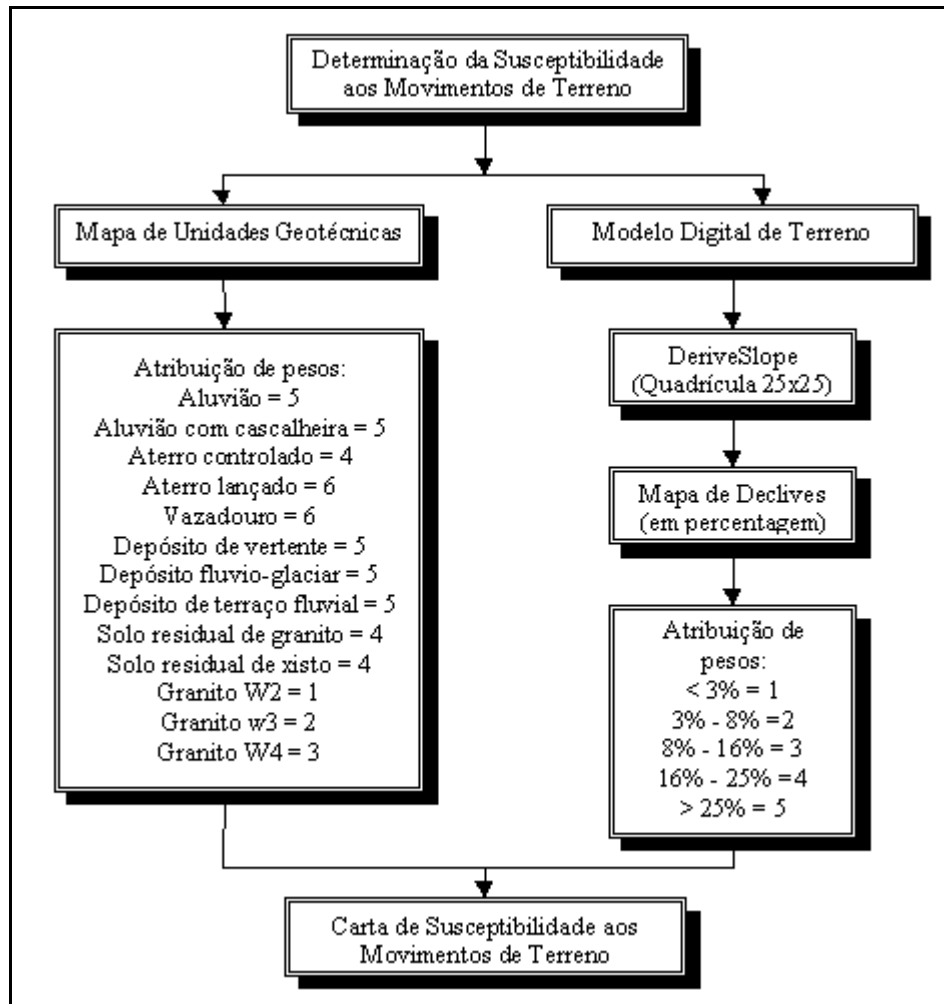 Determinação da Susceptibilidade
aos Movimentos de Terreno
Mapa de Unidades Geotécnicas
Modelo Digital de Terreno
Atribuição de pesos:
Aluvião = 5
Aluvião com cascalheira = 5
Aterro controlado = 4
Aterro lançado = 6
Vazadouro = 6
Depósito de vertente = 5
Depósito fluvio-glaciar = 5
Depósito de terraço fluvial = 5
Solo residual de granito = 4
Solo residual de xisto = 4
Granito W2 = 1
Granito w3 = 2
Granito W4 = 3
DeriveSlope
(Quadrícula 25x25)
Mapa de Declives
(em percentagem)
Atribuição de
pesos:
< 3% = 1
3% - 8% =2
8% - 16% = 3
16% - 25% =4
> 25% = 5
Carta de Susceptibilidade aos
Movimentos de Terreno